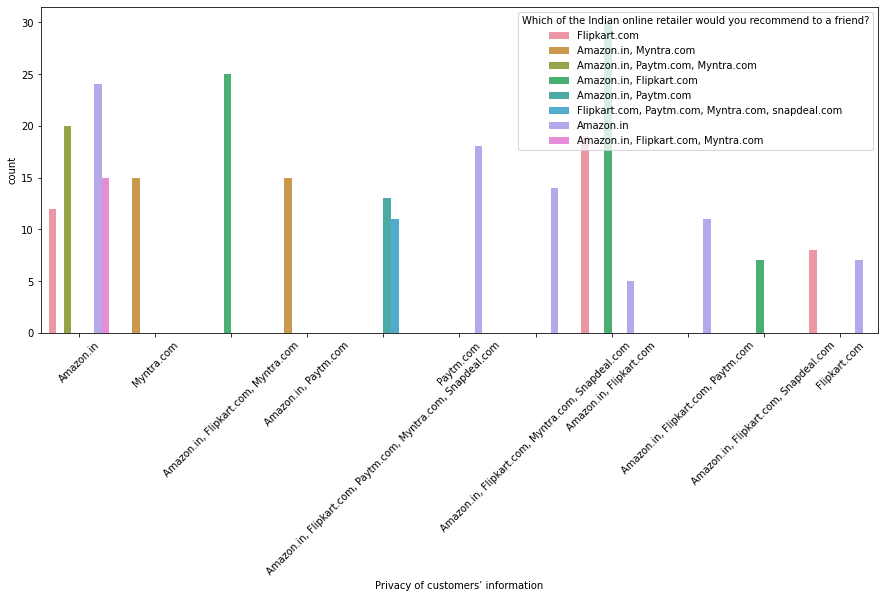 Which of the Indian online retailer would you recommend to a friend?
Flipkart.com
Amazon.in, Myntra.com
Amazon.in, Paytm.com, Myntra.com
Amazon.in, Flipkart.com
Amazon.in, Paytm.com
Flipkart.com, Paytm.com, Myntra.com, snapdeal.com
Amazon.in
Amazon.in, Flipkart.com, Myntra.com
count
30
25
20
15
10
5
0
Amazon.in
Myntra.com
Amazon.in, Flipkart.com, Myntra.com
Amazon.in, Paytm.com
Amazon.in, Flipkart.com, Paytm.com, Myntra.com, Snapdeal.com
Paytm.com
Amazon.in, Flipkart.com, Myntra.com, Snapdeal.com
Amazon.in, Flipkart.com
Amazon.in, Flipkart.com, Paytm.com
Amazon.in, Flipkart.com, Snapdeal.com
Flipkart.com
Privacy of customers’ information